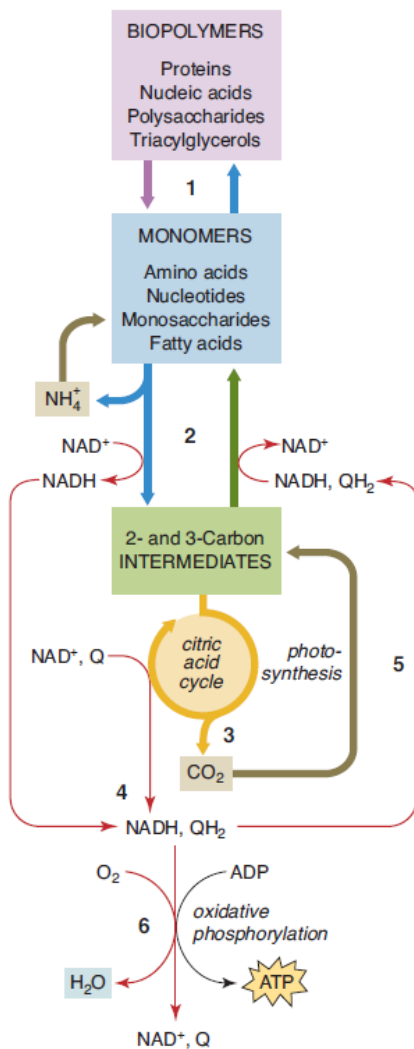 BIOPOLYMERS
Proteins
Nucleic acids
Polysaccharides
Triacylglycerols
1
MONOMERS
Amino acids
Nucleotides
Monosaccharides
Fatty acids
NH₄⁺
2
NAD⁺
NAD⁺
NADH
NADH, QH₂
2- and 3-Carbon
INTERMEDIATES
citric
acid
cycle
NAD⁺, Q
photo-
synthesis
5
3
CO₂
4
NADH, QH₂
O₂
ADP
6
oxidative
phosphorylation
H₂O
ATP
NAD⁺, Q